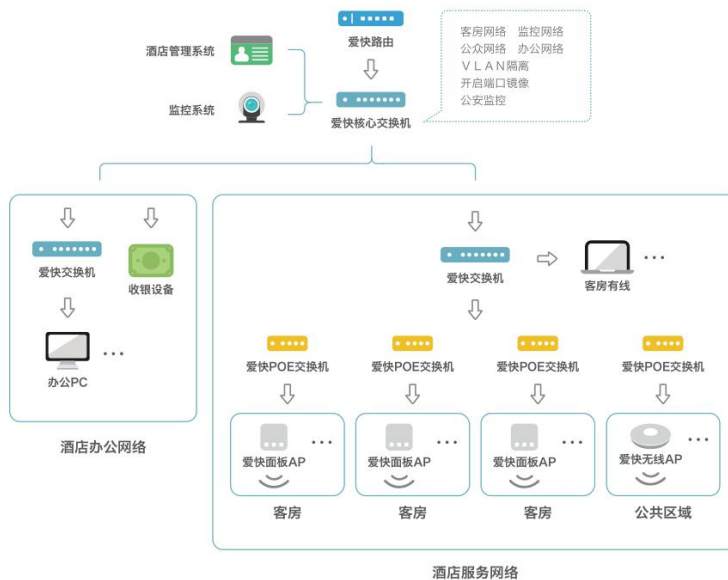 爱快路由
酒店管理系统
监控系统
爱快核心交换机
客房网络 监控网络
公众网络 办公网络
ＶＬＡＮ隔离
开启端口镜像
公安监控
爱快交换机
收银设备
办公PC
...
酒店办公网络
爱快交换机
客房有线
...
爱快POE交换机 爱快POE交换机 爱快POE交换机 爱快POE交换机
... ... ... ...
爱快面板AP 爱快面板AP 爱快面板AP 爱快无线AP
客房 客房 客房 公共区域
酒店服务网络